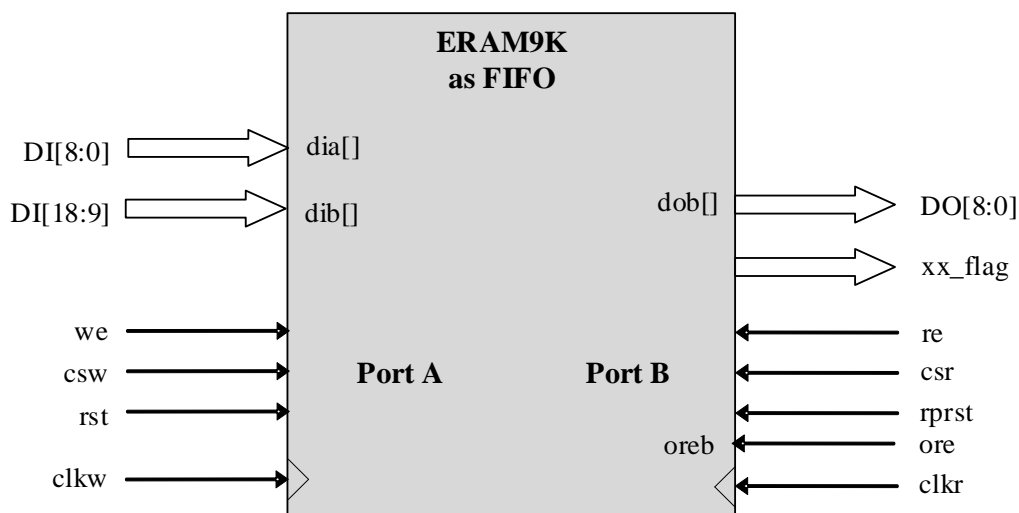 ERAM9K
as FIFO
DI[8:0]
dia[]
DI[18:9]
dib[]
dob[]
DO[8:0]
xx_flag
we
re
csw
Port A
Port B
csr
rst
rprst
oreb
ore
clkw
clkr